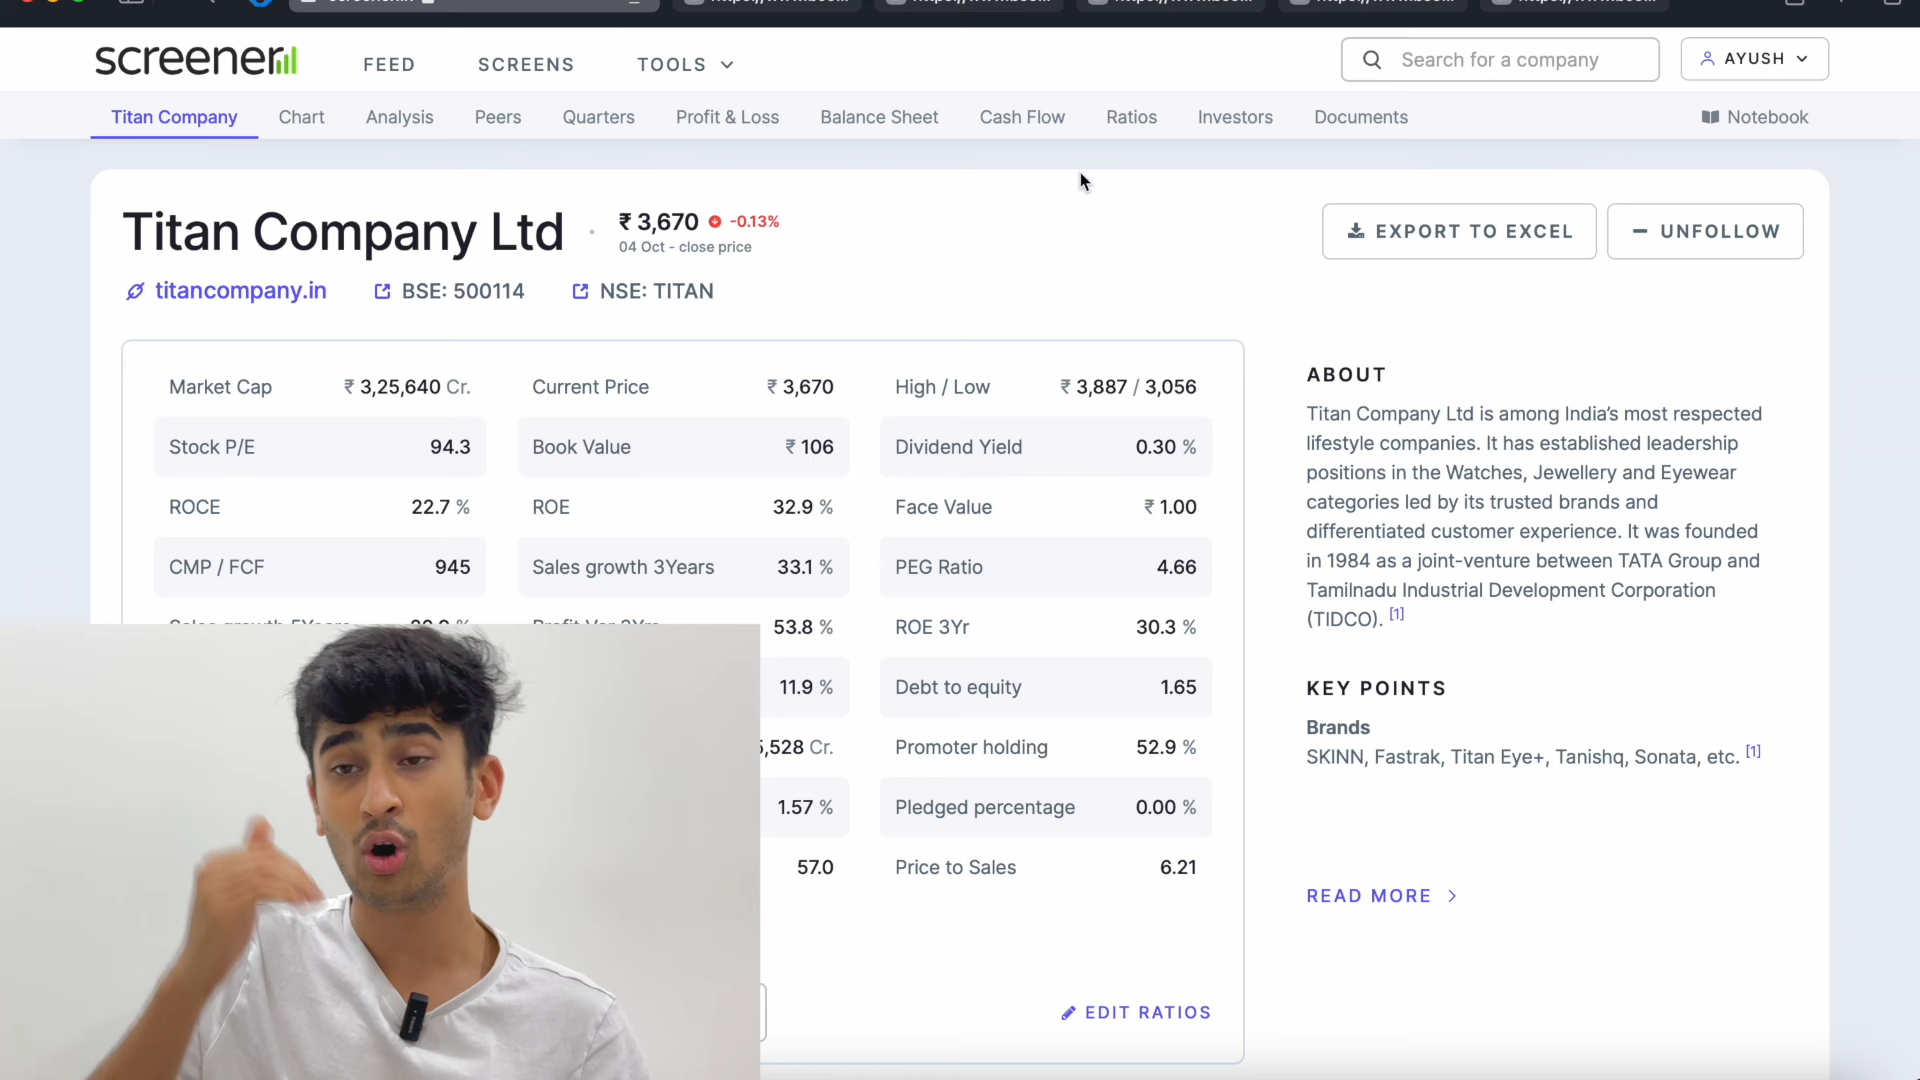 screener
FEED
SCREENS
TOOLS
Search for a company
AYUSH
Titan Company
Chart
Analysis
Peers
Quarters
Profit & Loss
Balance Sheet
Cash Flow
Ratios
Investors
Documents
Notebook
Titan Company Ltd
₹ 3,670 -0.13%
04 Oct - close price
EXPORT TO EXCEL
UNFOLLOW
titancompany.in
BSE: 500114
NSE: TITAN
Market Cap ₹ 3,25,640 Cr.
Current Price ₹ 3,670
High / Low ₹ 3,887 / 3,056
Stock P/E 94.3
Book Value ₹ 106
Dividend Yield 0.30 %
ROCE 22.7 %
ROE 32.9 %
Face Value ₹ 1.00
CMP / FCF 945
Sales growth 3Years 33.1 %
PEG Ratio 4.66
53.8 %
ROE 3Yr 30.3 %
11.9 %
Debt to equity 1.65
5,528 Cr.
Promoter holding 52.9 %
1.57 %
Pledged percentage 0.00 %
57.0
Price to Sales 6.21
EDIT RATIOS
ABOUT
Titan Company Ltd is among India's most respected
lifestyle companies. It has established leadership
positions in the Watches, Jewellery and Eyewear
categories led by its trusted brands and
differentiated customer experience. It was founded
in 1984 as a joint-venture between TATA Group and
Tamilnadu Industrial Development Corporation
(TIDCO). [1]
KEY POINTS
Brands
SKINN, Fastrak, Titan Eye+, Tanishq, Sonata, etc. [1]
READ MORE